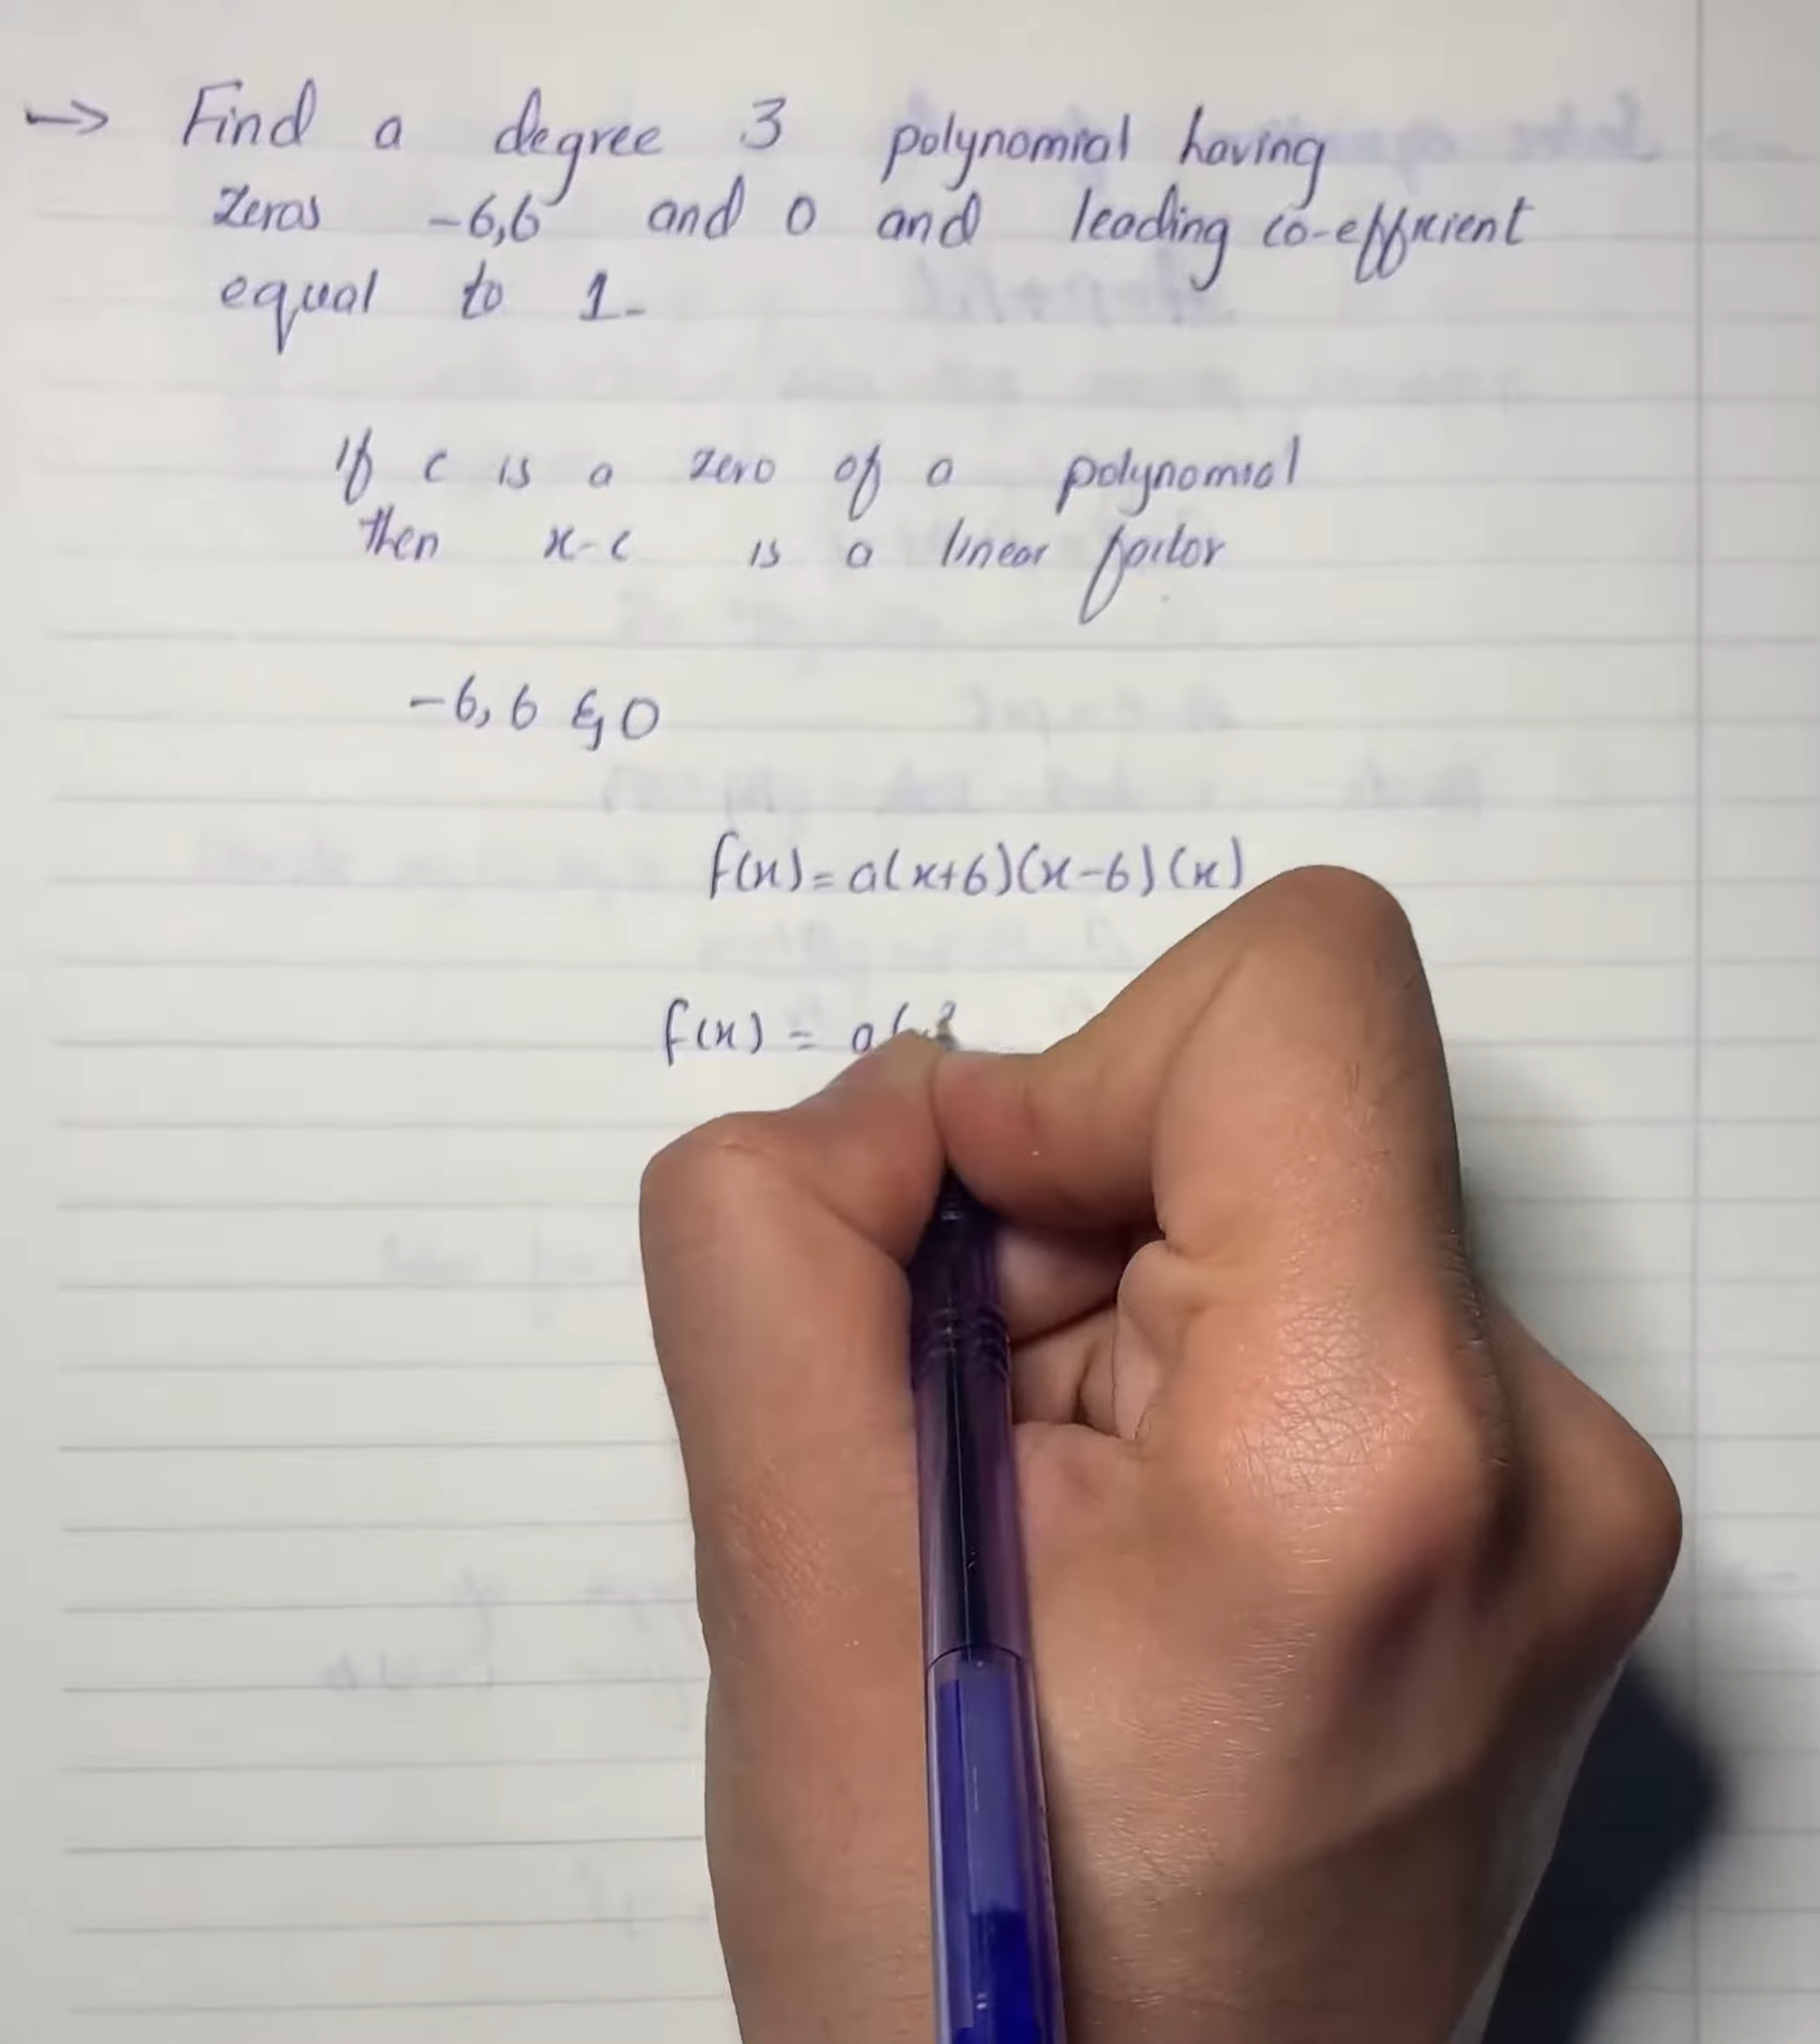 → Find a degree 3 polynomial having
zeros -6,6 and 0 and leading co-efficient
equal to 1.
If c is a zero of a polynomial
then x-c is a linear factor
-6, 6 & 0
f(x) = a(x+6)(x-6)(x)
f(x) = a(